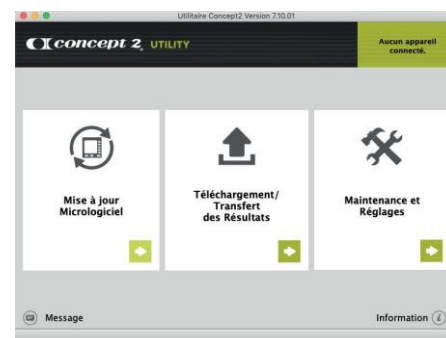 Utilitaire Concept2 Version 7.10.01
concept 2 UTILITY
Aucun appareil
connecté.
Mise à jour
Micrologiciel
Téléchargement/
Transfert
des Résultats
Maintenance et
Réglages
Message
Information i